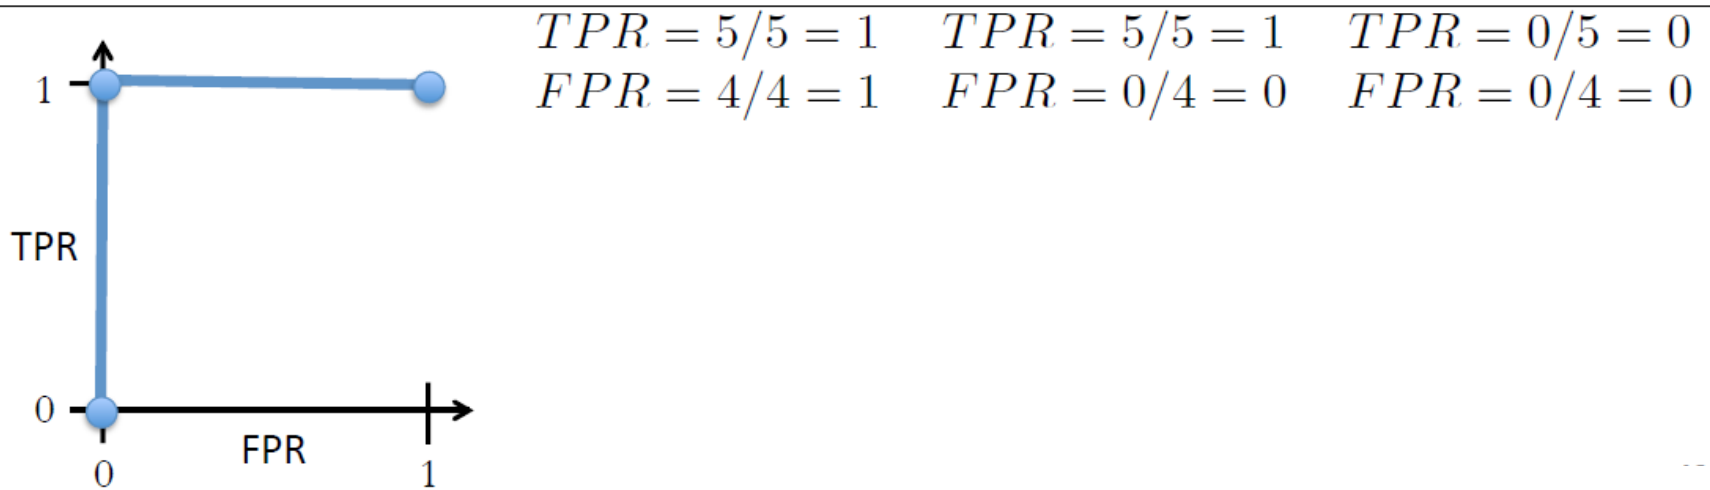 TPR = 5/5 = 1 TPR = 5/5 = 1 TPR = 0/5 = 0
FPR = 4/4 = 1 FPR = 0/4 = 0 FPR = 0/4 = 0
1
TPR
0
FPR
0 1